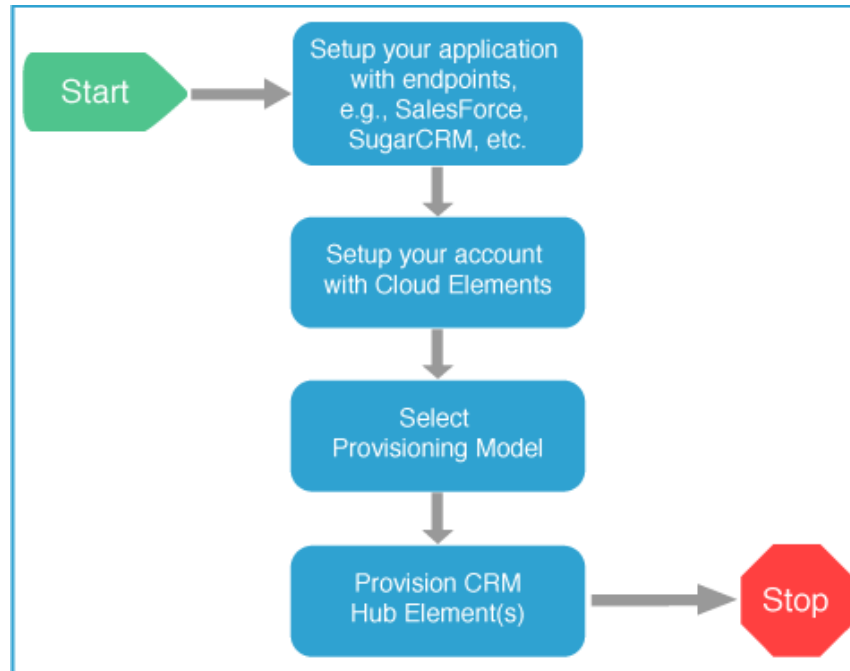 Start
Setup your application
with endpoints,
e.g., SalesForce,
SugarCRM, etc.
Setup your account
with Cloud Elements
Select
Provisioning Model
Provision CRM
Hub Element(s)
Stop